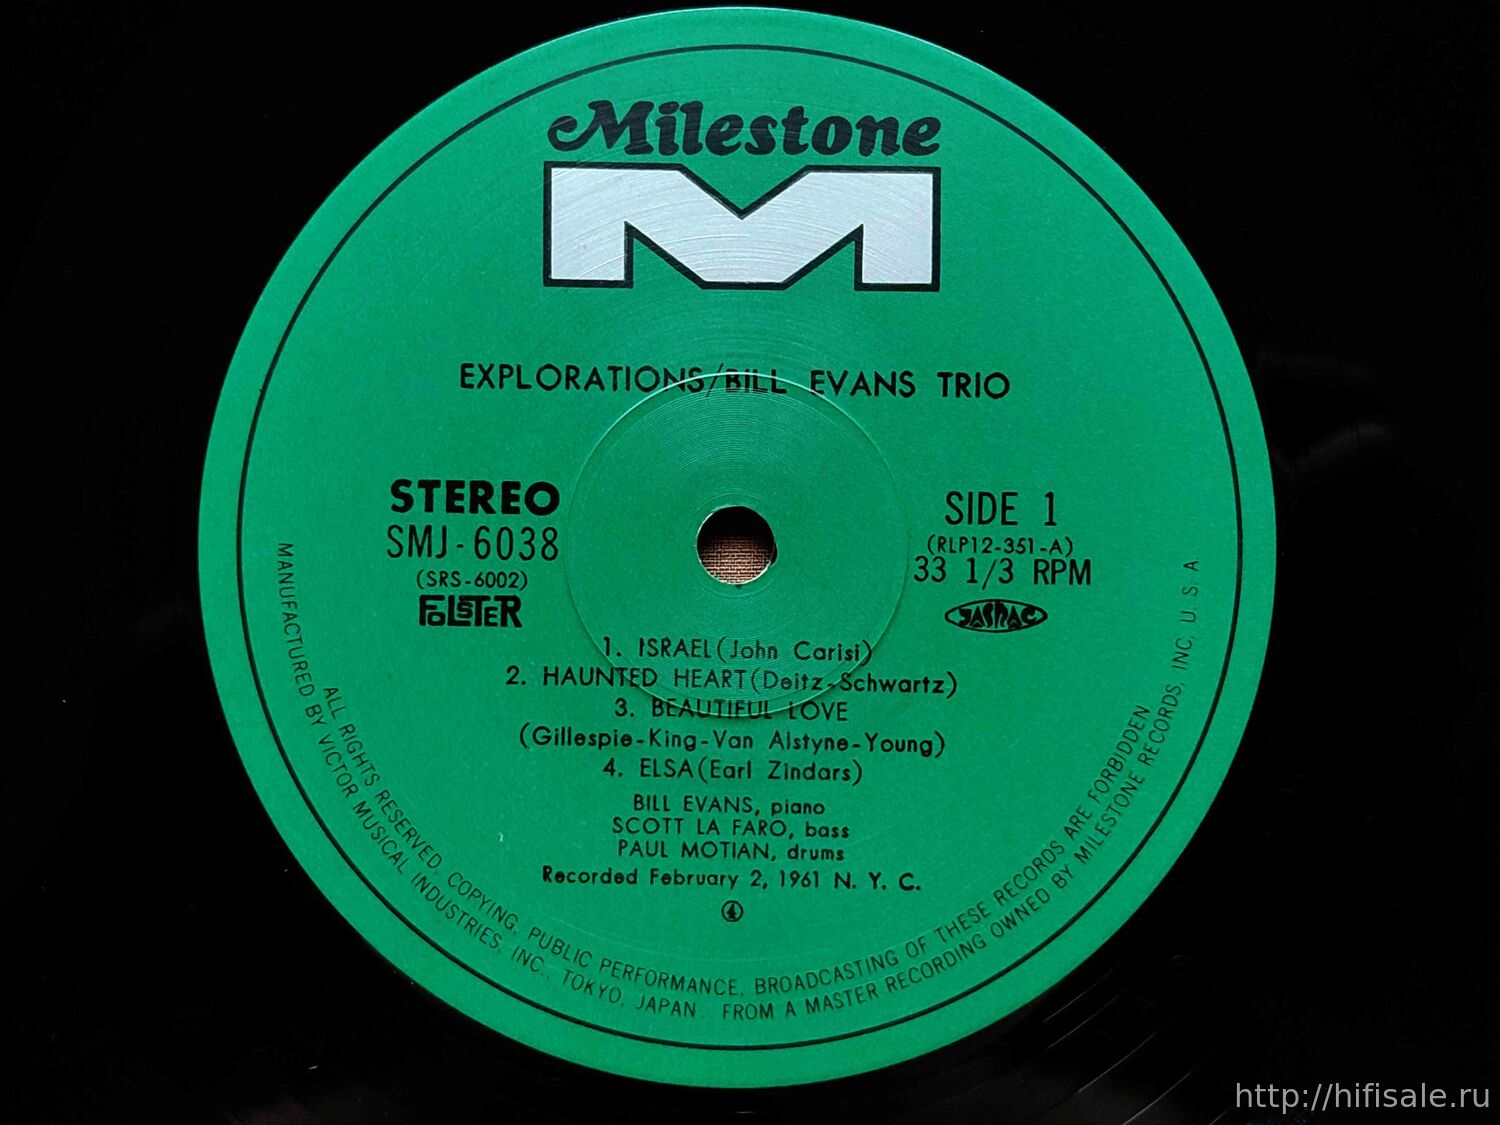 Milestone
M
EXPLORATIONS/BILL EVANS TRIO
STEREO
SMJ-6038
(SRS-6002)
FOLSTER
SIDE 1
(RLP12-351-A)
33 1/3 RPM
JASRAC
1. ISRAEL(John Carisi)
2. HAUNTED HEART(Deitz-Schwartz)
3. BEAUTIFUL LOVE
(Gillespie-King-Van Alstyne-Young)
4. ELSA(Earl Zindars)
BILL EVANS, piano
SCOTT LA FARO, bass
PAUL MOTIAN, drums
Recorded February 2, 1961 N. Y. C.
4
ALL RIGHTS RESERVED. COPYING, PUBLIC PERFORMANCE, BROADCASTING OF THESE RECORDS ARE FORBIDDEN
MANUFACTURED BY VICTOR MUSICAL INDUSTRIES, INC., TOKYO, JAPAN. FROM A MASTER RECORDING OWNED BY MILESTONE RECORDS, INC. U. S. A
http://hifisale.ru